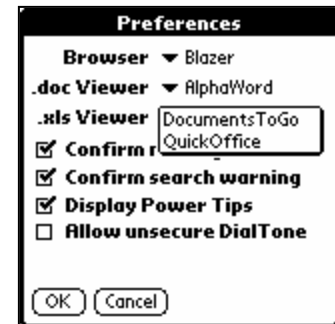 Preferences
Browser Blazer
.doc Viewer AlphaWord
.xls Viewer DocumentsToGo
QuickOffice
Confirm
Confirm search warning
Display Power Tips
Allow unsecure DialTone
OK Cancel